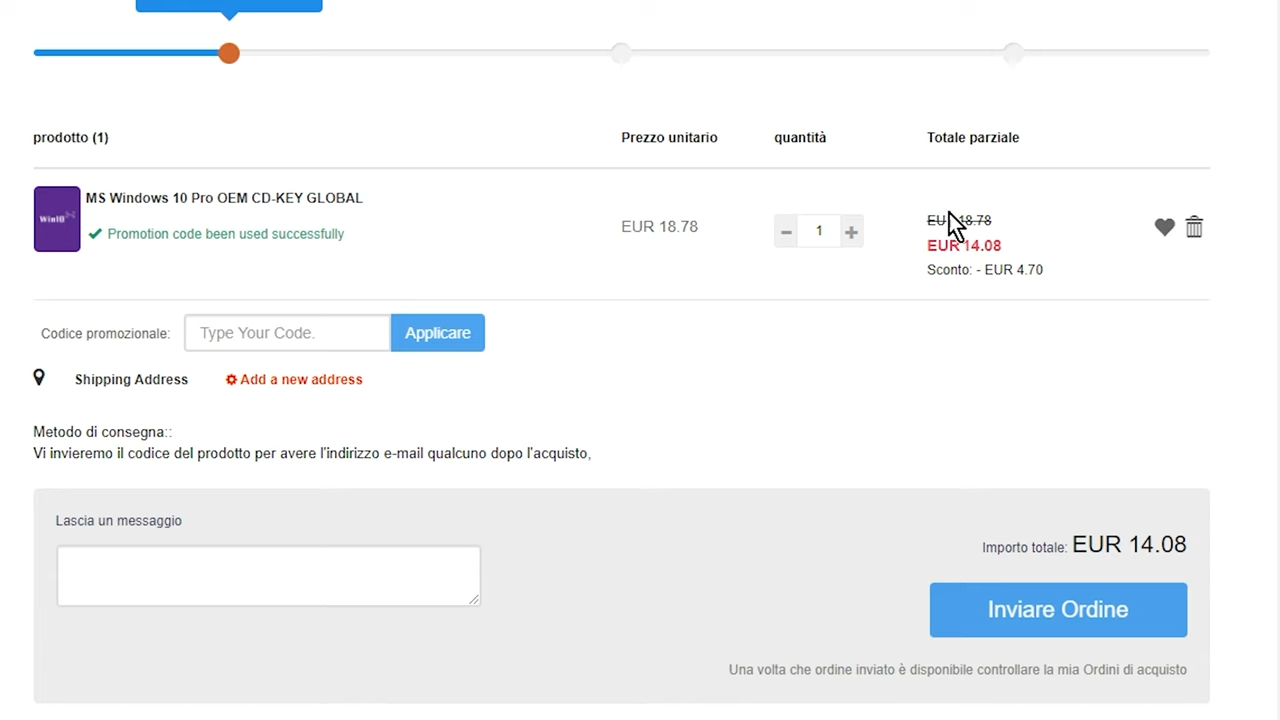 prodotto (1) Prezzo unitario quantità Totale parziale
MS Windows 10 Pro OEM CD-KEY GLOBAL
Win10
Promotion code been used successfully
EUR 18.78
1
EUR 18.78
EUR 14.08
Sconto: - EUR 4.70
Codice promozionale: Type Your Code. Applicare
Shipping Address Add a new address
Metodo di consegna::
Vi invieremo il codice del prodotto per avere l'indirizzo e-mail qualcuno dopo l'acquisto,
Lascia un messaggio
Importo totale: EUR 14.08
Inviare Ordine
Una volta che ordine inviato è disponibile controllare la mia Ordini di acquisto